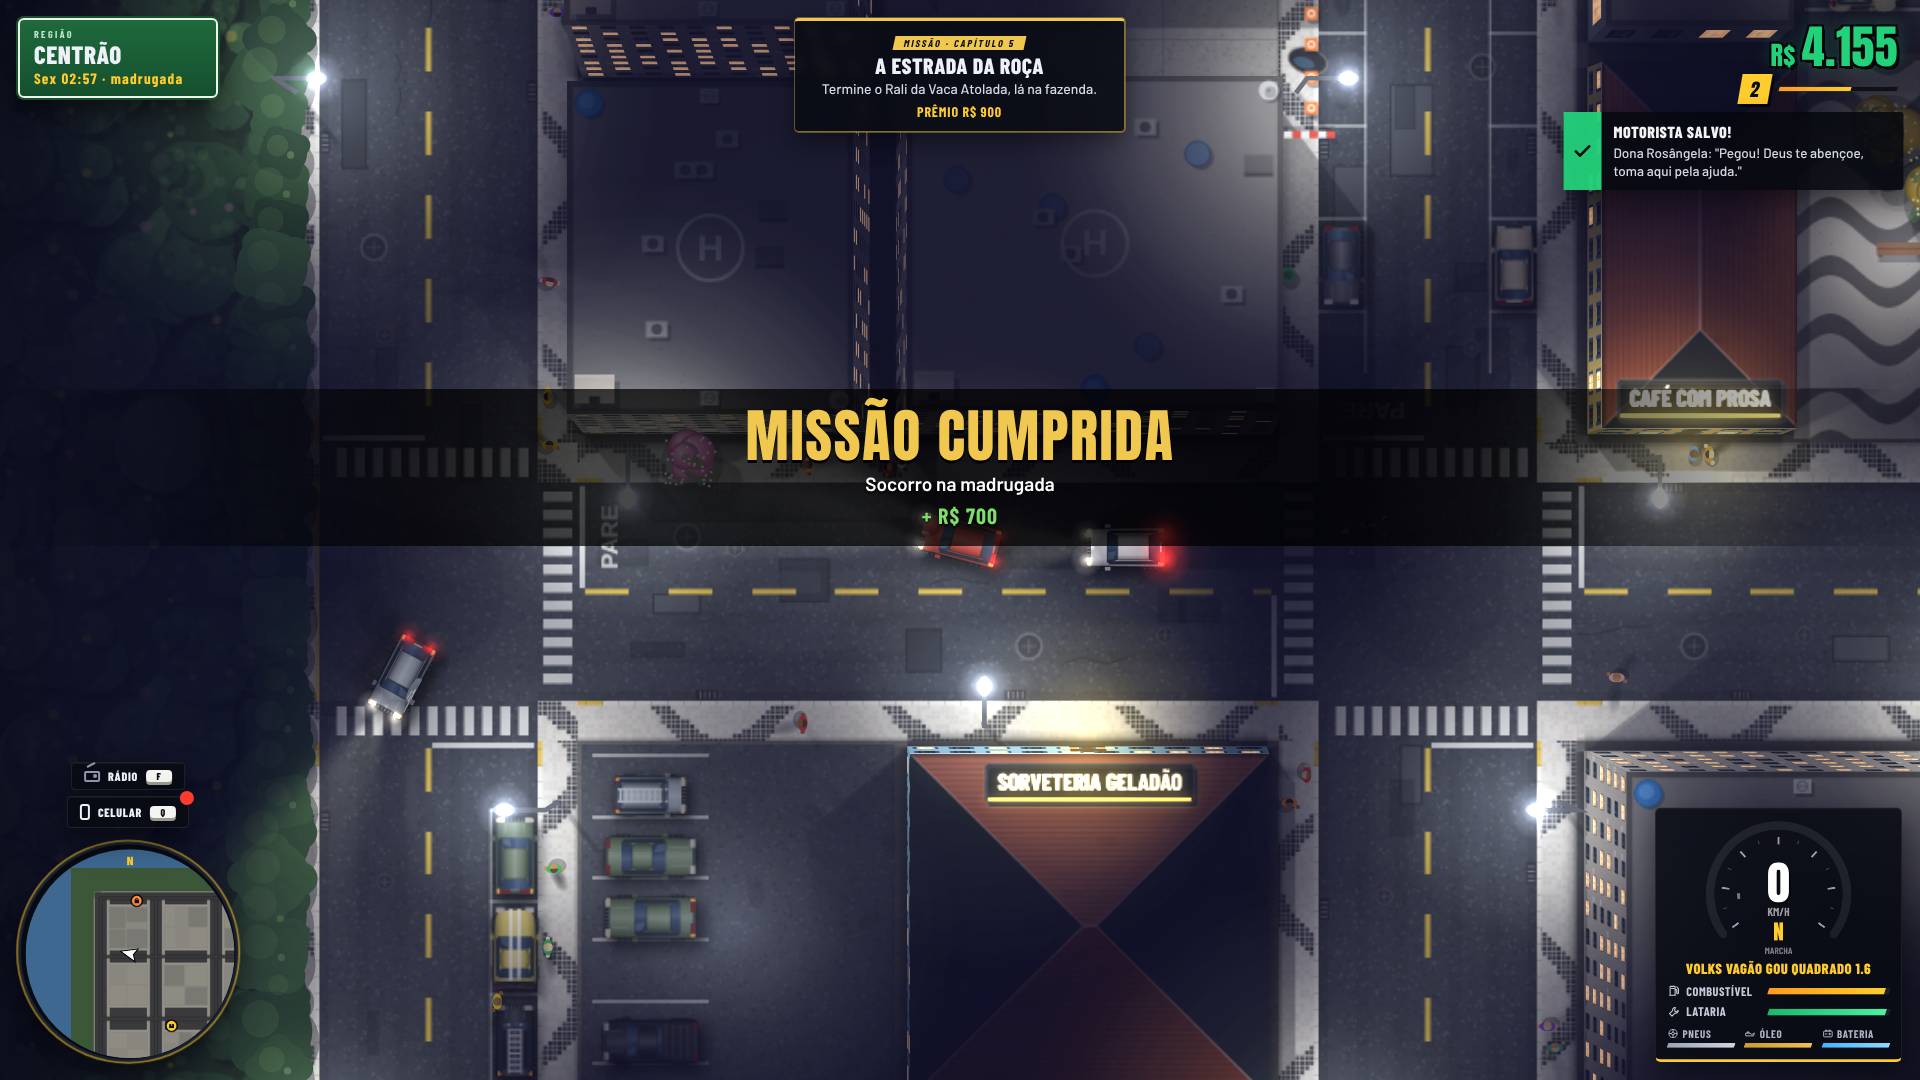 REGIÃO
CENTRÃO
Sex 02:57 · madrugada
MISSÃO · CAPÍTULO 5
A ESTRADA DA ROÇA
Termine o Rali da Vaca Atolada, lá na fazenda.
PRÊMIO R$ 900
R$ 4.155
2
MOTORISTA SALVO!
Dona Rosângela: "Pegou! Deus te abençoe,
toma aqui pela ajuda."
H
H
CAFÉ COM PROSA
PARE
MISSÃO CUMPRIDA
Socorro na madrugada
+ R$ 700
PARE
SORVETERIA GELADÃO
RÁDIO F
CELULAR Q
N
0
KM/H
N
MARCHA
VOLKS VAGÃO GOU QUADRADO 1.6
COMBUSTÍVEL
LATARIA
PNEUS ÓLEO BATERIA